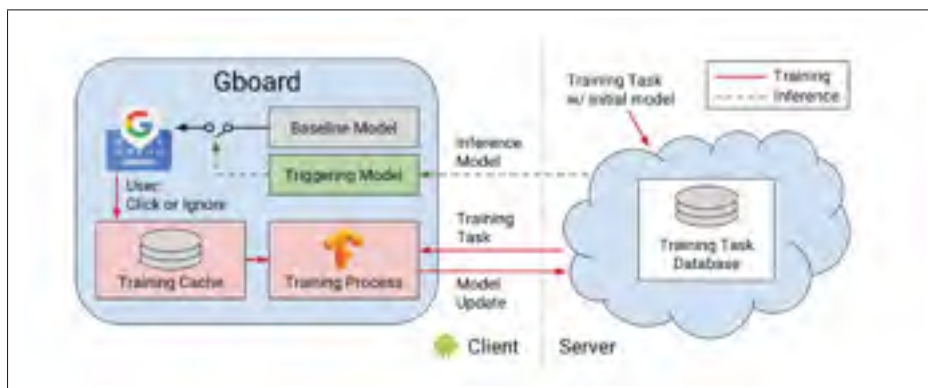 Gboard
G
Baseline Model
Triggering Model
User:
Click or Ignore
Training Cache
Training Process
Inference
Model
Training
Task
Model
Update
Client
Server
Training Task
w/ initial model
Training
Inference
Training Task
Database